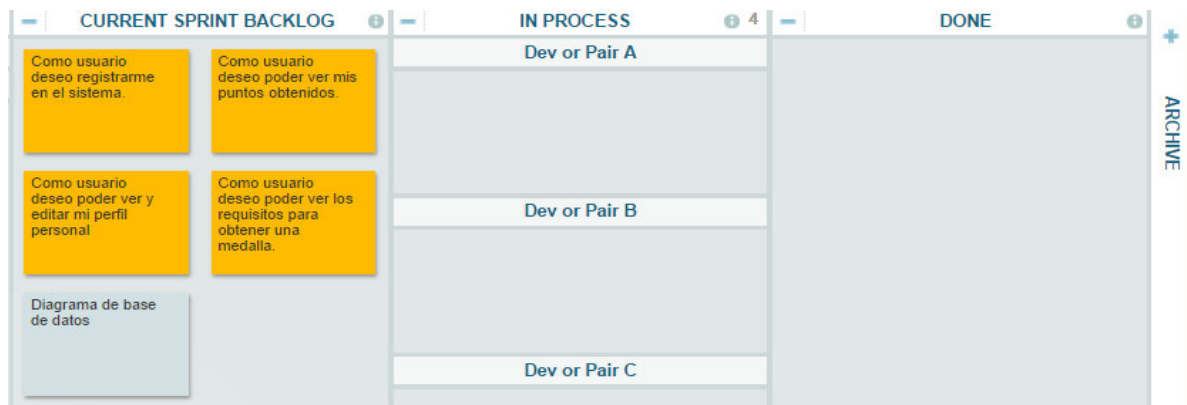 CURRENT SPRINT BACKLOG
IN PROCESS
4
DONE
Como usuario
deseo registrarme
en el sistema.
Como usuario
deseo poder ver mis
puntos obtenidos.
Como usuario
deseo poder ver y
editar mi perfil
personal
Como usuario
deseo poder ver los
requisitos para
obtener una
medalla.
Diagrama de base
de datos
Dev or Pair A
Dev or Pair B
Dev or Pair C
ARCHIVE